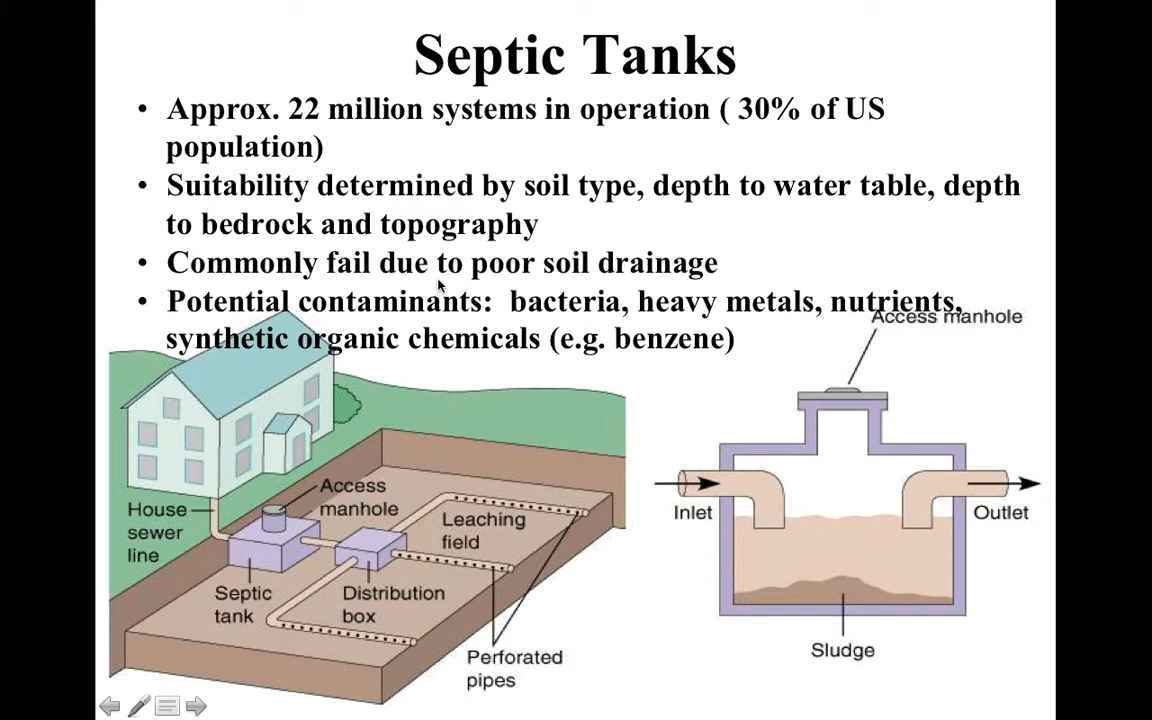 Septic Tanks
• Approx. 22 million systems in operation ( 30% of US
population)
• Suitability determined by soil type, depth to water table, depth
to bedrock and topography
• Commonly fail due to poor soil drainage
• Potential contaminants: bacteria, heavy metals, nutrients,
synthetic organic chemicals (e.g. benzene)
Access manhole
Access
manhole
House
sewer
line
Leaching
field
Septic
tank
Distribution
box
Perforated
pipes
Inlet
Outlet
Sludge